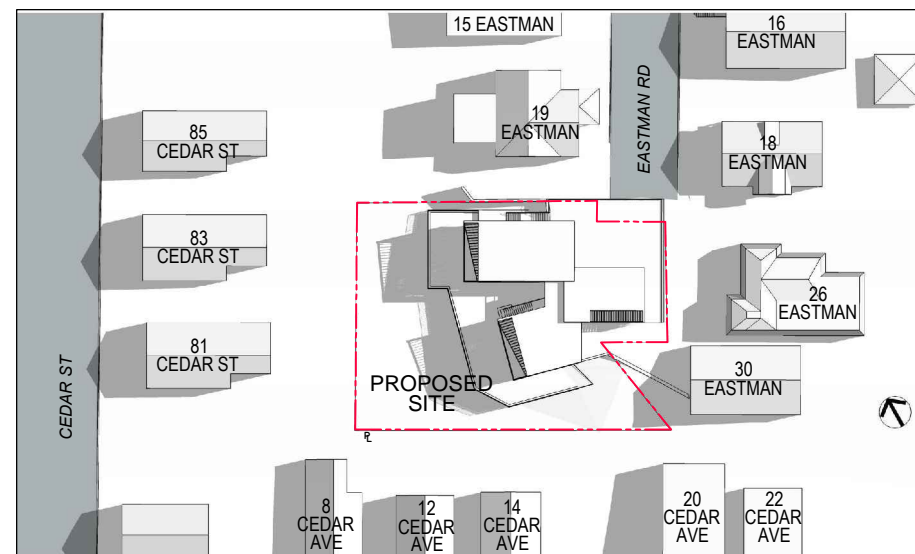 15 EASTMAN
16
EASTMAN
19
EASTMAN
EASTMAN RD
18
EASTMAN
85
CEDAR ST
83
CEDAR ST
26
EASTMAN
81
CEDAR ST
30
EASTMAN
PROPOSED
SITE
CEDAR ST
PL
8
CEDAR
AVE
12
CEDAR
AVE
14
CEDAR
AVE
20
CEDAR
AVE
22
CEDAR
AVE